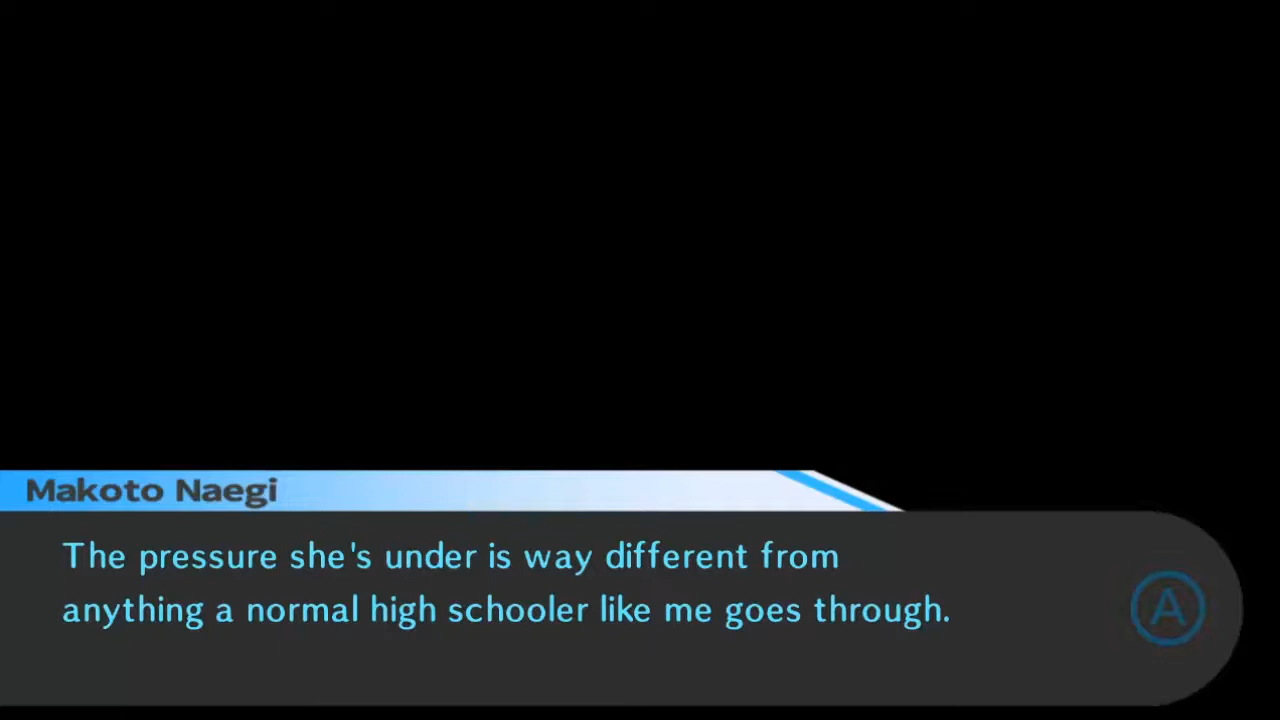 Makoto Naegi
The pressure she's under is way different from
anything a normal high schooler like me goes through.
A